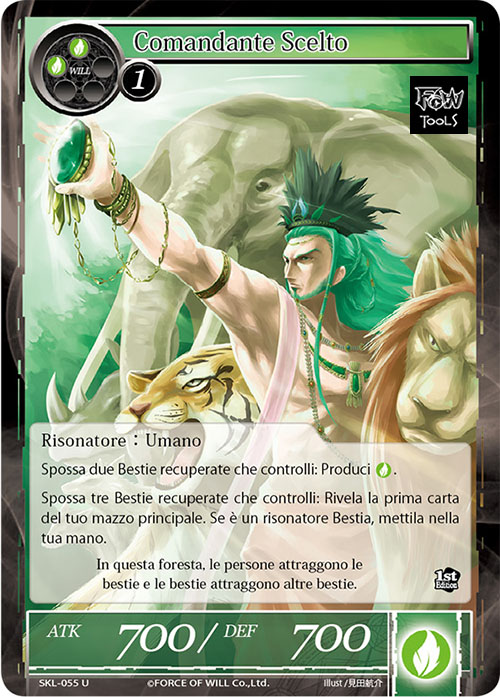 Comandante Scelto
WILL
1
FoW
TOOLS
Risonatore : Umano
Spossa due Bestie recuperate che controlli: Produci .
Spossa tre Bestie recuperate che controlli: Rivela la prima carta
del tuo mazzo principale. Se è un risonatore Bestia, mettila nella
tua mano.
In questa foresta, le persone attraggono le
bestie e le bestie attraggono altre bestie.
1st
Edition
ATK 700 / DEF 700
SKL-055 U ©FORCE OF WILL Co.,Ltd. Illust /見田航介